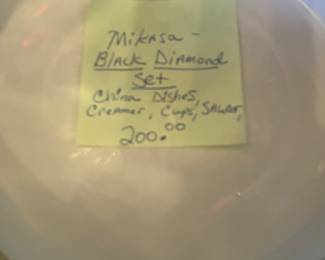 Mikasa -
Black Diamond
Set
China Dishes,
Creamer, Cups, Saucer,
200.00